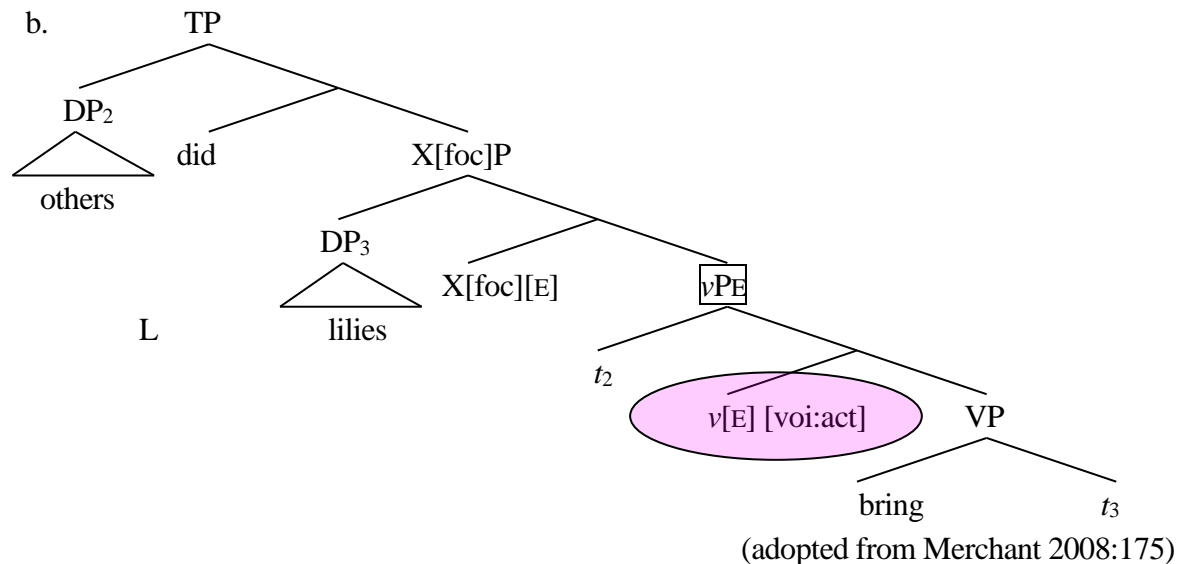 b. TP
DP2
did X[foc]P
others
DP3
X[foc][E] vPE
L lilies
t2
v[E] [voi:act] VP
bring t3
(adopted from Merchant 2008:175)